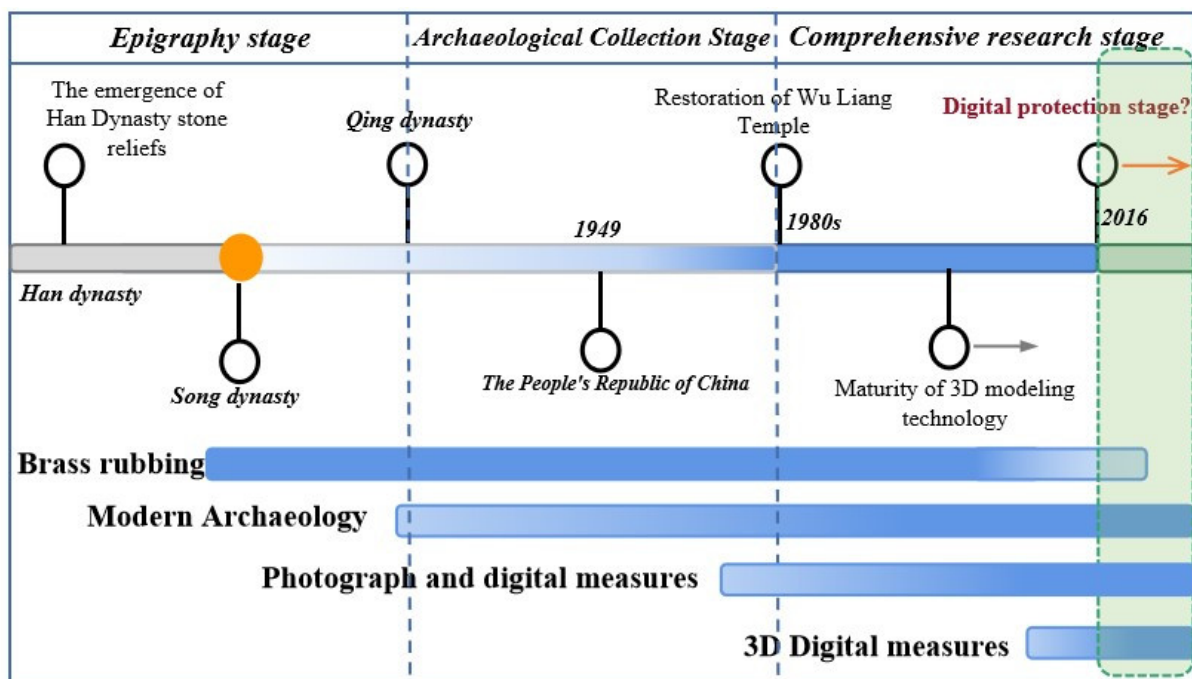 Epigraphy stage
Archaeological Collection Stage
Comprehensive research stage
The emergence of
Han Dynasty stone
reliefs
Qing dynasty
Restoration of Wu Liang
Temple
Digital protection stage?
1949
1980s
2016
Han dynasty
Song dynasty
The People's Republic of China
Maturity of 3D modeling
technology
Brass rubbing
Modern Archaeology
Photograph and digital measures
3D Digital measures